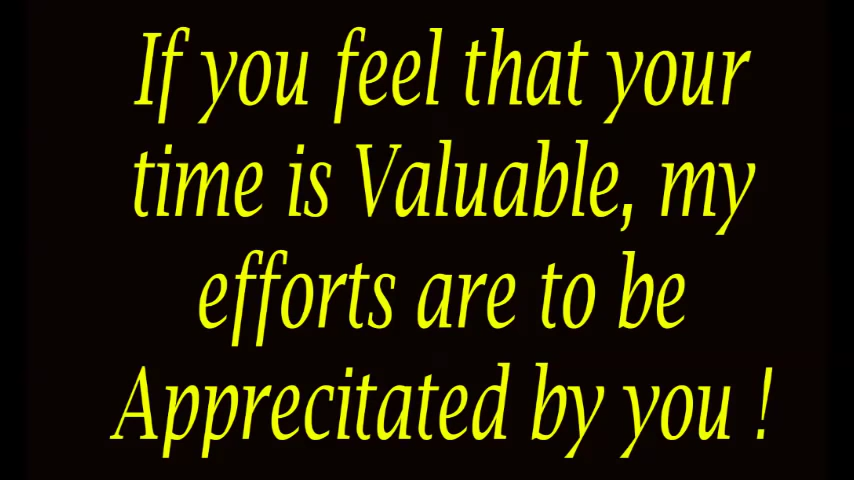 If you feel that your
time is Valuable, my
efforts are to be
Apprecitated by you !